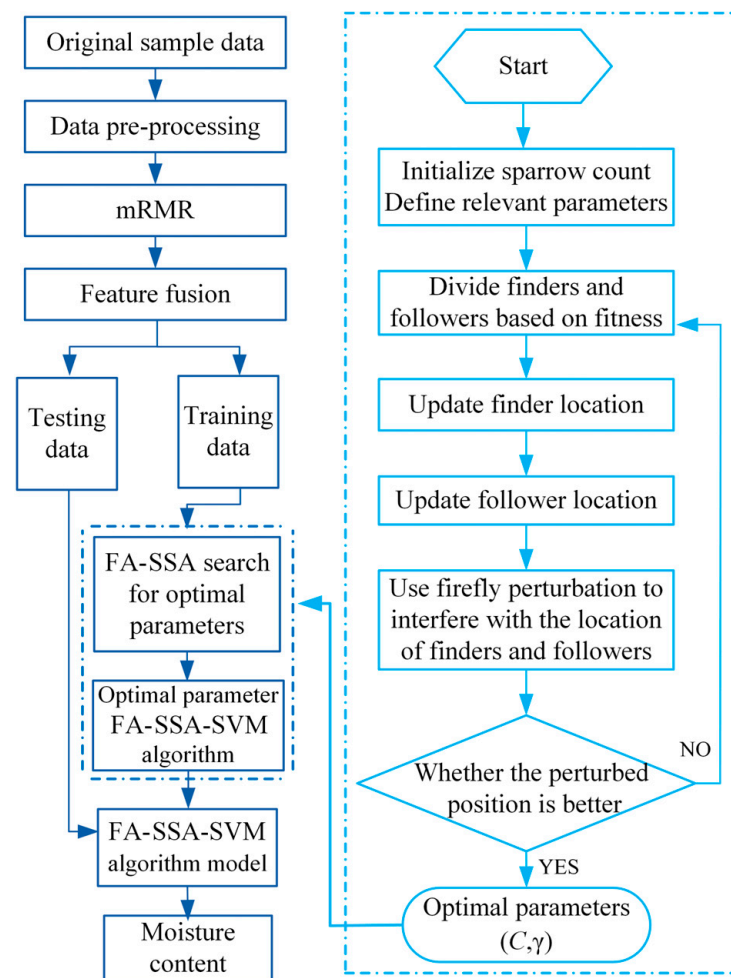 Original sample data
Data pre-processing
mRMR
Feature fusion
Testing
data
Training
data
FA-SSA search
for optimal
parameters
Optimal parameter
FA-SSA-SVM
algorithm
FA-SSA-SVM
algorithm model
Moisture
content
Start
Initialize sparrow count
Define relevant parameters
Divide finders and
followers based on fitness
Update finder location
Update follower location
Use firefly perturbation to
interfere with the location
of finders and followers
Whether the perturbed
position is better
NO
YES
Optimal parameters
(C,γ)